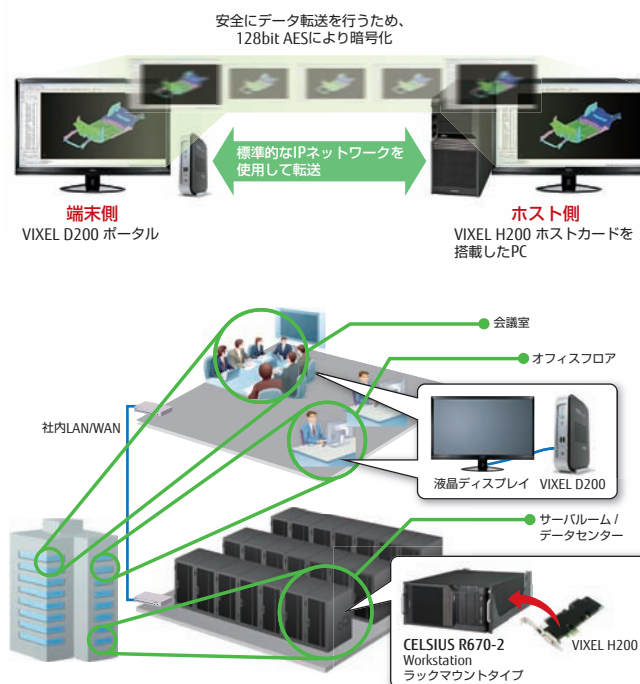 安全にデータ転送を行うため、
128bit AESにより暗号化
標準的なIPネットワークを
使用して転送
端末側
VIXEL D200 ポータル
ホスト側
VIXEL H200 ホストカードを
搭載したPC
会議室
オフィスフロア
社内LAN/WAN
液晶ディスプレイ VIXEL D200
サーバルーム /
データセンター
CELSIUS R670-2
Workstation
ラックマウントタイプ
VIXEL H200